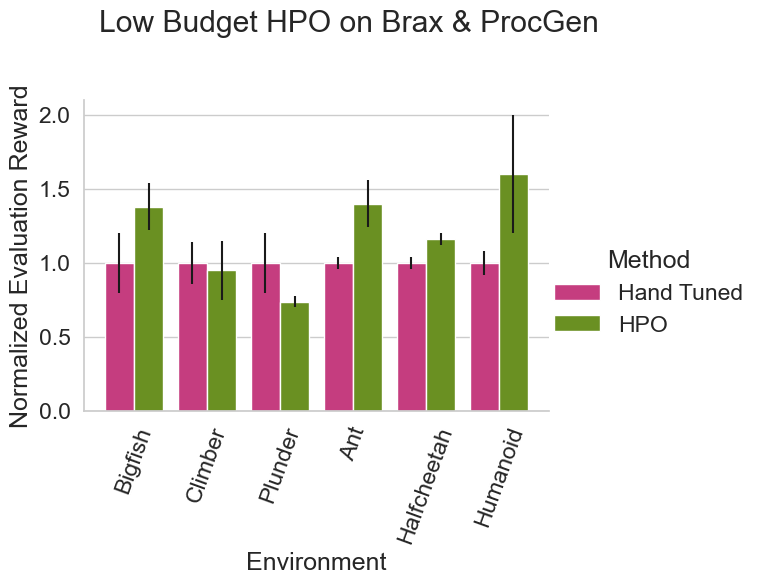 Low Budget HPO on Brax & ProcGen
Normalized Evaluation Reward
2.0
1.5
1.0
0.5
0.0
Bigfish
Climber
Plunder
Ant
Halfcheetah
Humanoid
Environment
Method
Hand Tuned
HPO